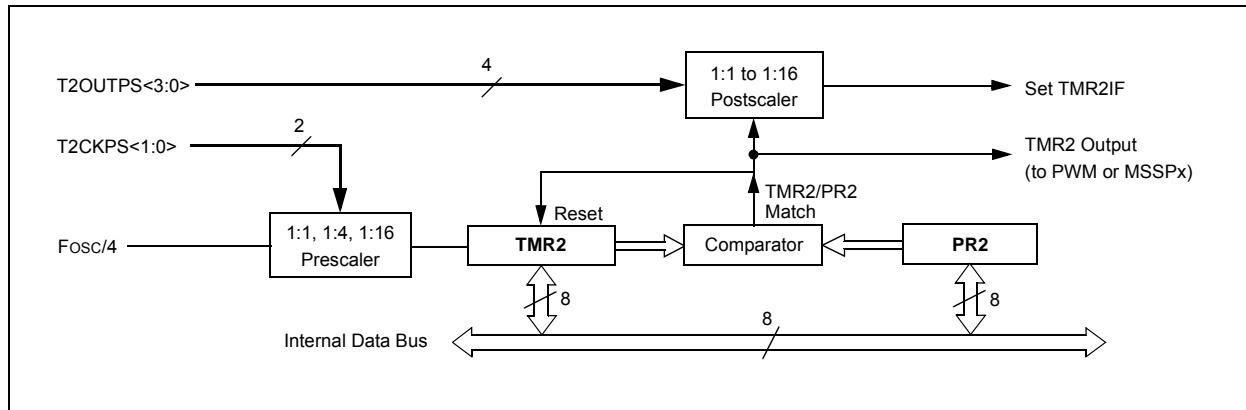 T2OUTPS<3:0>
4
1:1 to 1:16
Postscaler
Set TMR2IF
T2CKPS<1:0>
2
TMR2 Output
(to PWM or MSSPx)
TMR2/PR2
Match
Reset
FOSC/4
1:1, 1:4, 1:16
Prescaler
TMR2
Comparator
PR2
8
8
Internal Data Bus
8